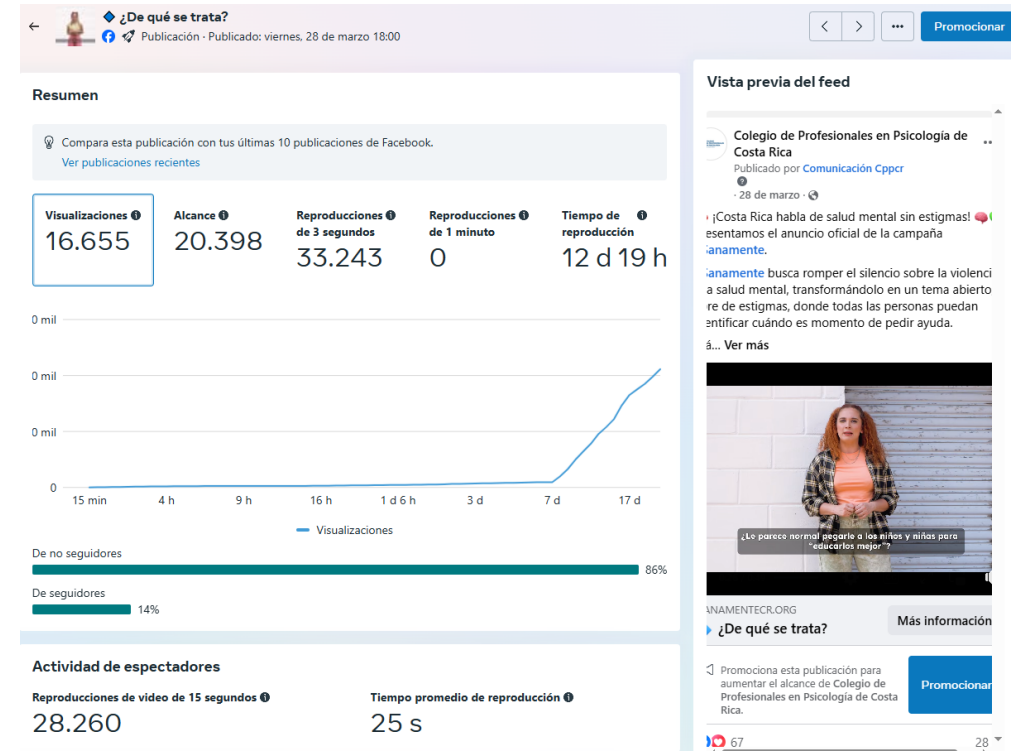 ¿De qué se trata?
Publicación · Publicado: viernes, 28 de marzo 18:00
Promocionar
Resumen
Compara esta publicación con tus últimas 10 publicaciones de Facebook.
Ver publicaciones recientes
Visualizaciones
16.655
Alcance
20.398
Reproducciones
de 3 segundos
33.243
Reproducciones
de 1 minuto
0
Tiempo de
reproducción
12 d 19 h
0 mil
0 mil
0 mil
0
15 min 4 h 9 h 16 h 1 d 6 h 3 d 7 d 17 d
Visualizaciones
De no seguidores
86%
De seguidores
14%
Actividad de espectadores
Reproducciones de video de 15 segundos
28.260
Tiempo promedio de reproducción
25 s
Vista previa del feed
Colegio de Profesionales en Psicología de
Costa Rica
Publicado por Comunicación Cppcr
· 28 de marzo ·
¡Costa Rica habla de salud mental sin estigmas!
esentamos el anuncio oficial de la campaña
Sanamente.
Sanamente busca romper el silencio sobre la violenci
a salud mental, transformándolo en un tema abierto
re de estigmas, donde todas las personas puedan
entificar cuándo es momento de pedir ayuda.
á... Ver más
¿Le parece normal pegarle a los niños y niñas para
"educarlos mejor"?
ANAMENTECR.ORG
¿De qué se trata?
Más información
Promociona esta publicación para
aumentar el alcance de Colegio de
Profesionales en Psicología de Costa
Rica.
Promocionar
67
28